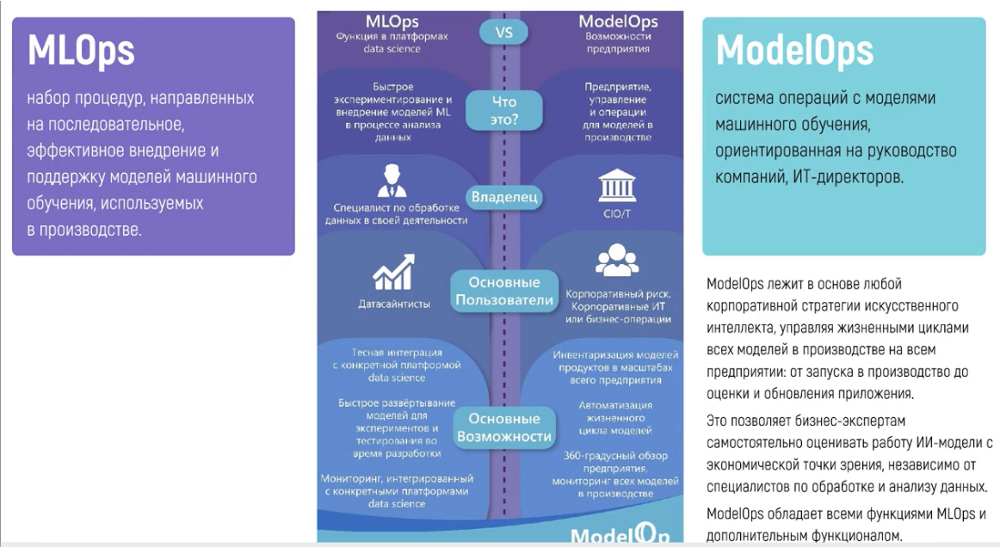 MLOps
набор процедур, направленных
на последовательное,
эффективное внедрение и
поддержку моделей машинного
обучения, используемых
в производстве.
MLOps
Функция в платформах
data science
VS
ModelOps
Возможности
предприятия
Быстрое
экспериментирование и
внедрение моделей ML
в процессе анализа
данных
Что
это?
Предприятие,
управление
и операции
для моделей в
производстве
Специалист по обработке
данных в своей деятельности
Владелец
CIO/T
Датасайнтисты
Основные
Пользователи
Корпоративный риск,
Корпоративные ИТ
или бизнес-операции
Тесная интеграция
с конкретной платформой
data science
Быстрое развёртывание
моделей для
экспериментов и
тестирования во
время разработки
Мониторинг, интегрированный
с конкретными платформами
data science
Основные
Возможности
Инвентаризация моделей
продуктов в масштабах
всего предприятия
Автоматизация
жизненного
цикла моделей
360-градусный обзор
предприятия,
мониторинг всех моделей
в производстве
ModelOp
ModelOps
система операций с моделями
машинного обучения,
ориентированная на руководство
компаний, ИТ-директоров.
ModelOps лежит в основе любой
корпоративной стратегии искусственного
интеллекта, управляя жизненными циклами
всех моделей в производстве на всем
предприятии: от запуска в производство до
оценки и обновления приложения.
Это позволяет бизнес-экспертам
самостоятельно оценивать работу ИИ-модели с
экономической точки зрения, независимо от
специалистов по обработке и анализу данных.
ModelOps обладает всеми функциями MLOps и
дополнительным функционалом.